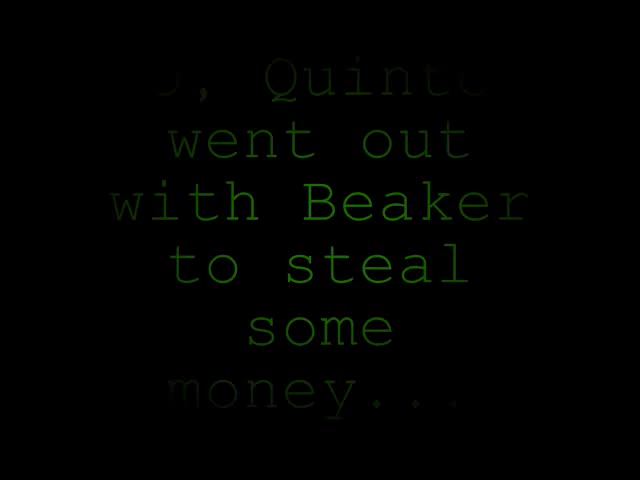 o, Quinto
went out
with Beaker
to steal
some
money...